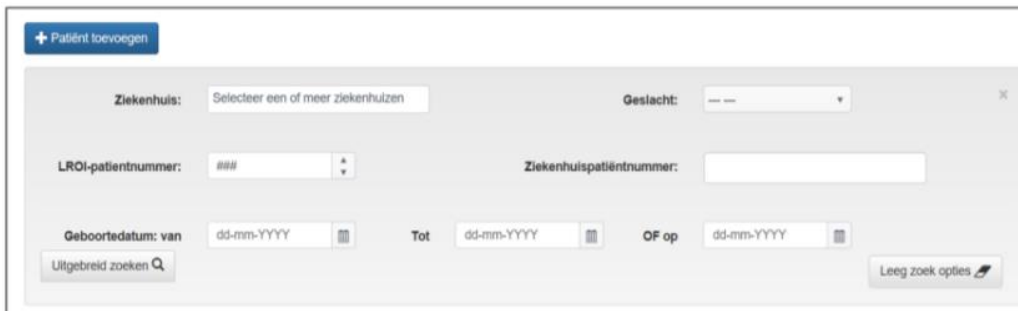 Patiënt toevoegen
Ziekenhuis: Selecteer een of meer ziekenhuizen Geslacht: -- --
LROI-patientnummer: ### Ziekenhuispatiëntnummer:
Geboortedatum: van dd-mm-YYYY Tot dd-mm-YYYY OF op dd-mm-YYYY
Uitgebreid zoeken
Leeg zoek opties